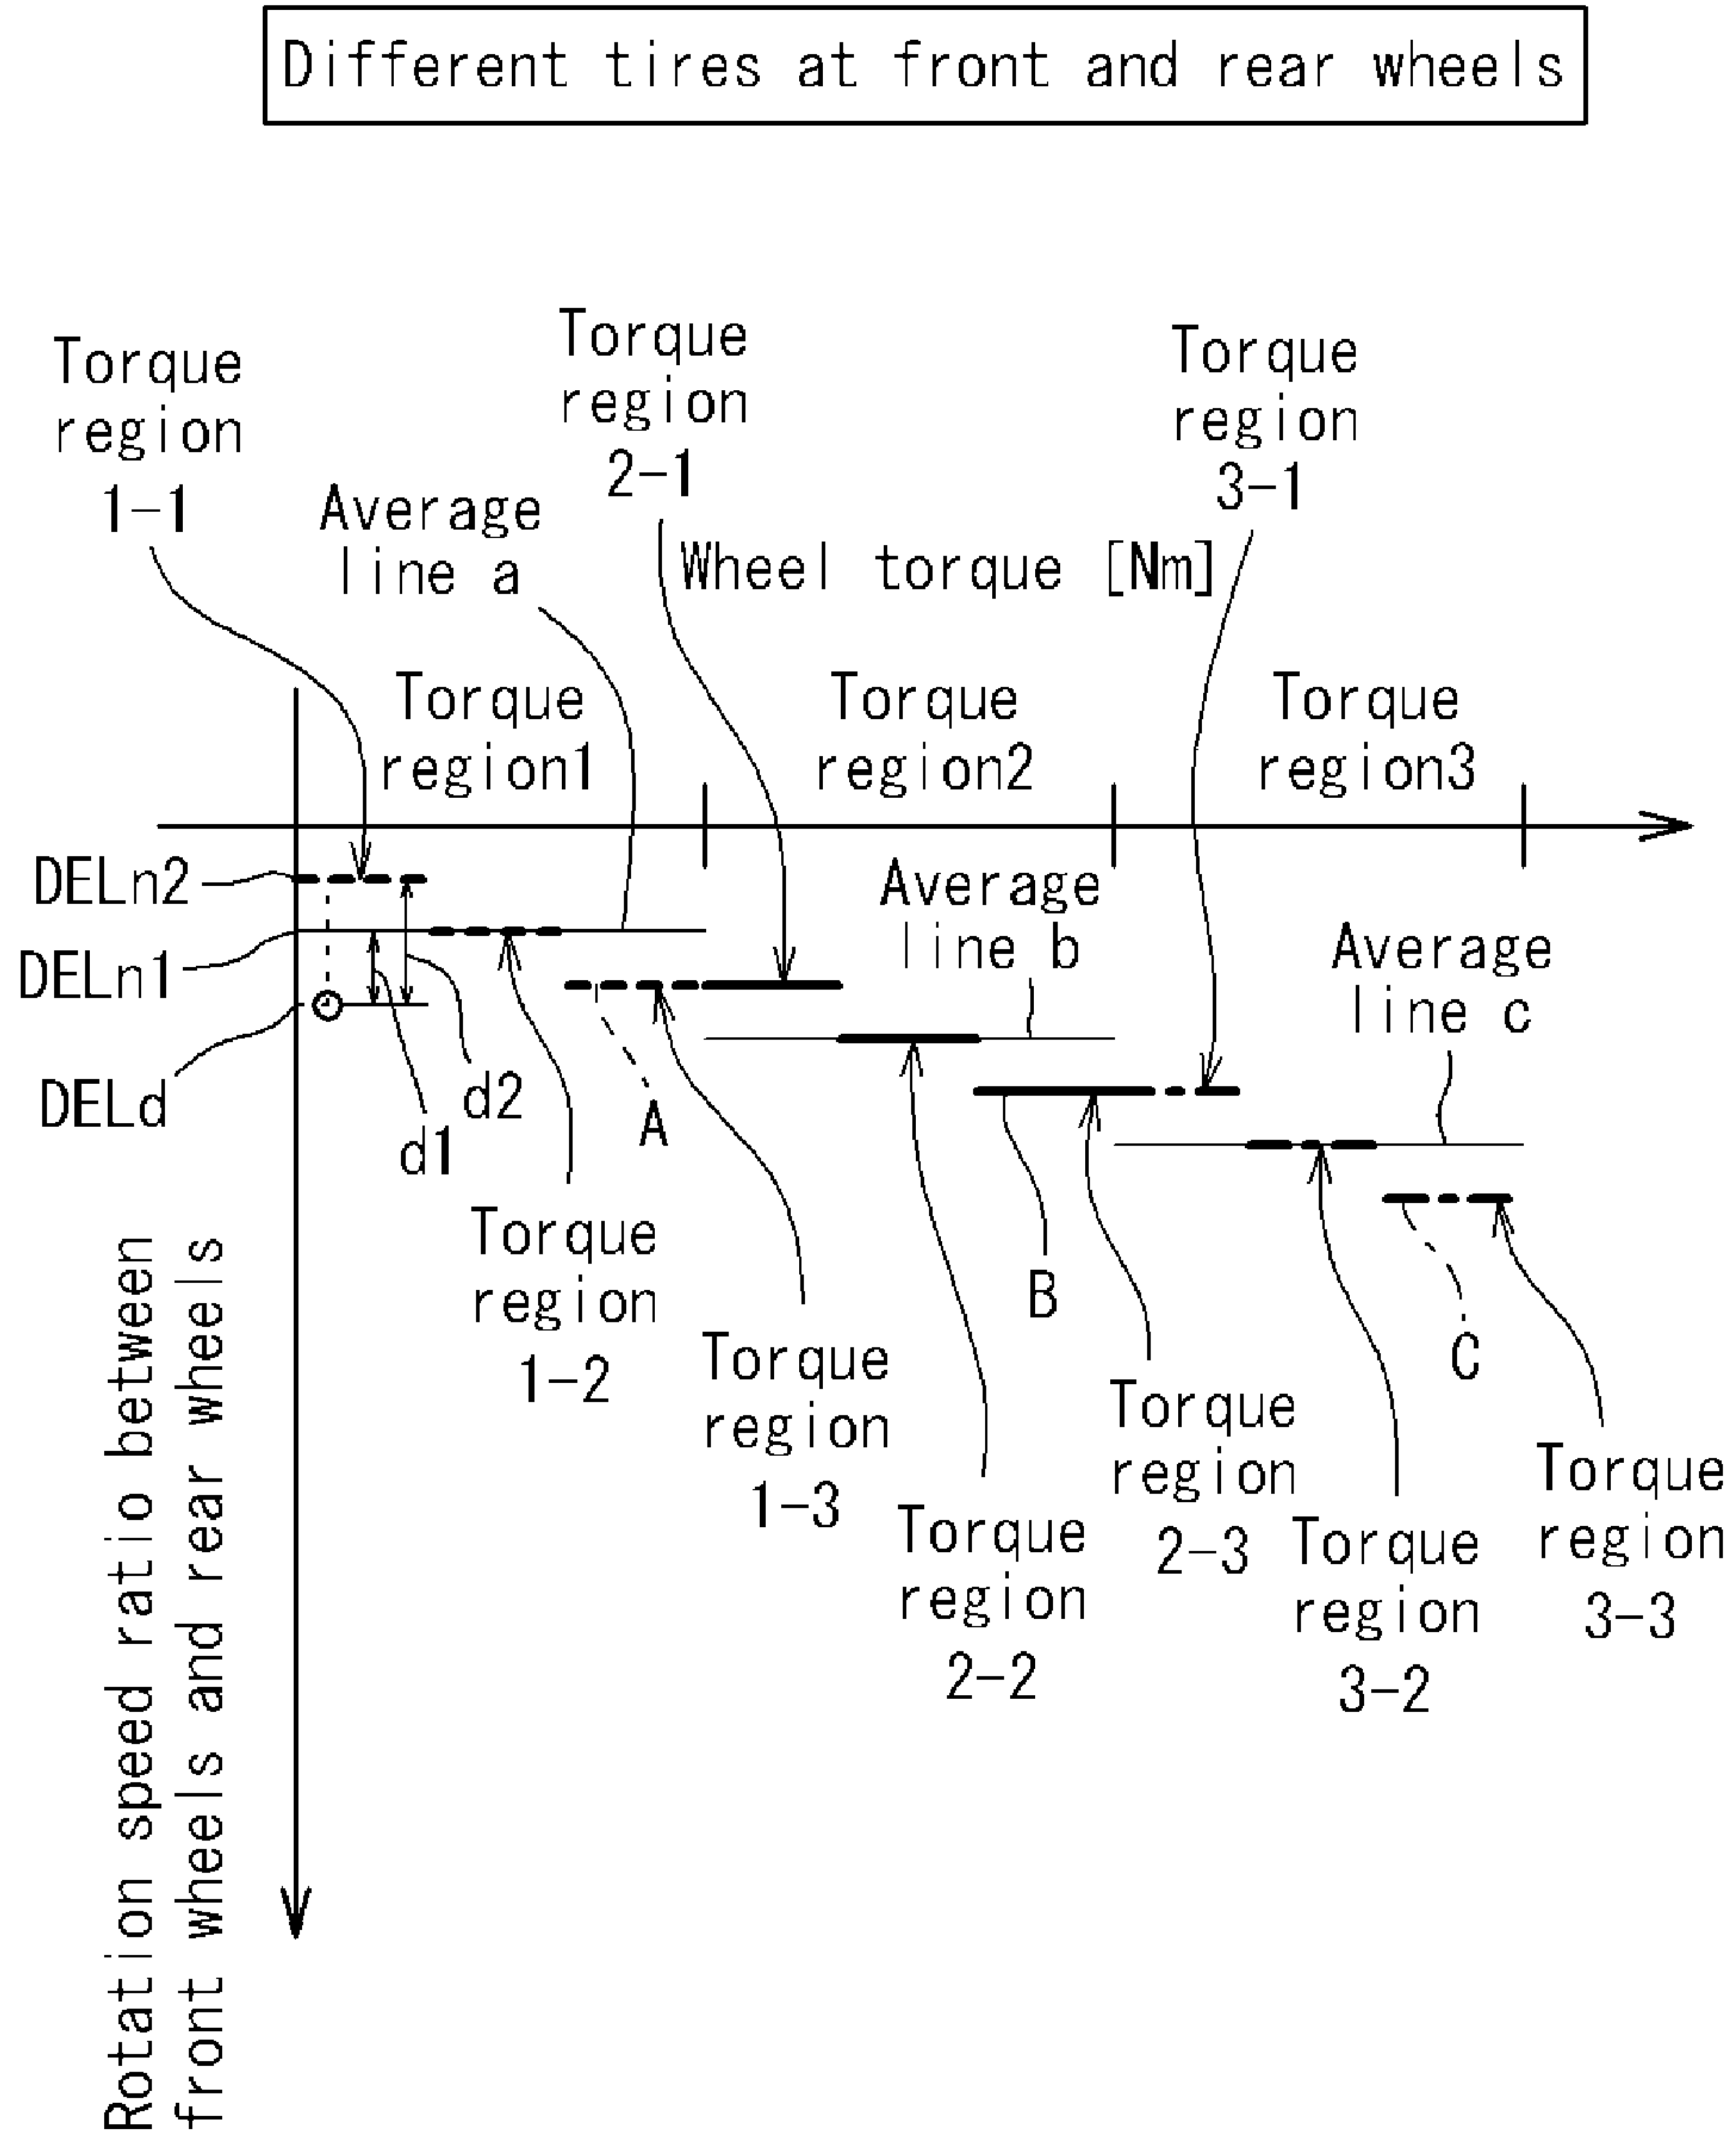 Different tires at front and rear wheels
Torque
region
1-1
Average
line a
Torque
region
2-1
Wheel torque [Nm]
Torque
region
3-1
Torque
region1
Torque
region2
Torque
region3
DELn2
DELn1
DELd
d1
d2
A
Average
line b
Average
line c
B
C
Torque
region
1-2
Torque
region
1-3
Torque
region
2-2
Torque
region
2-3
Torque
region
3-2
Torque
region
3-3
Rotation speed ratio between
front wheels and rear wheels